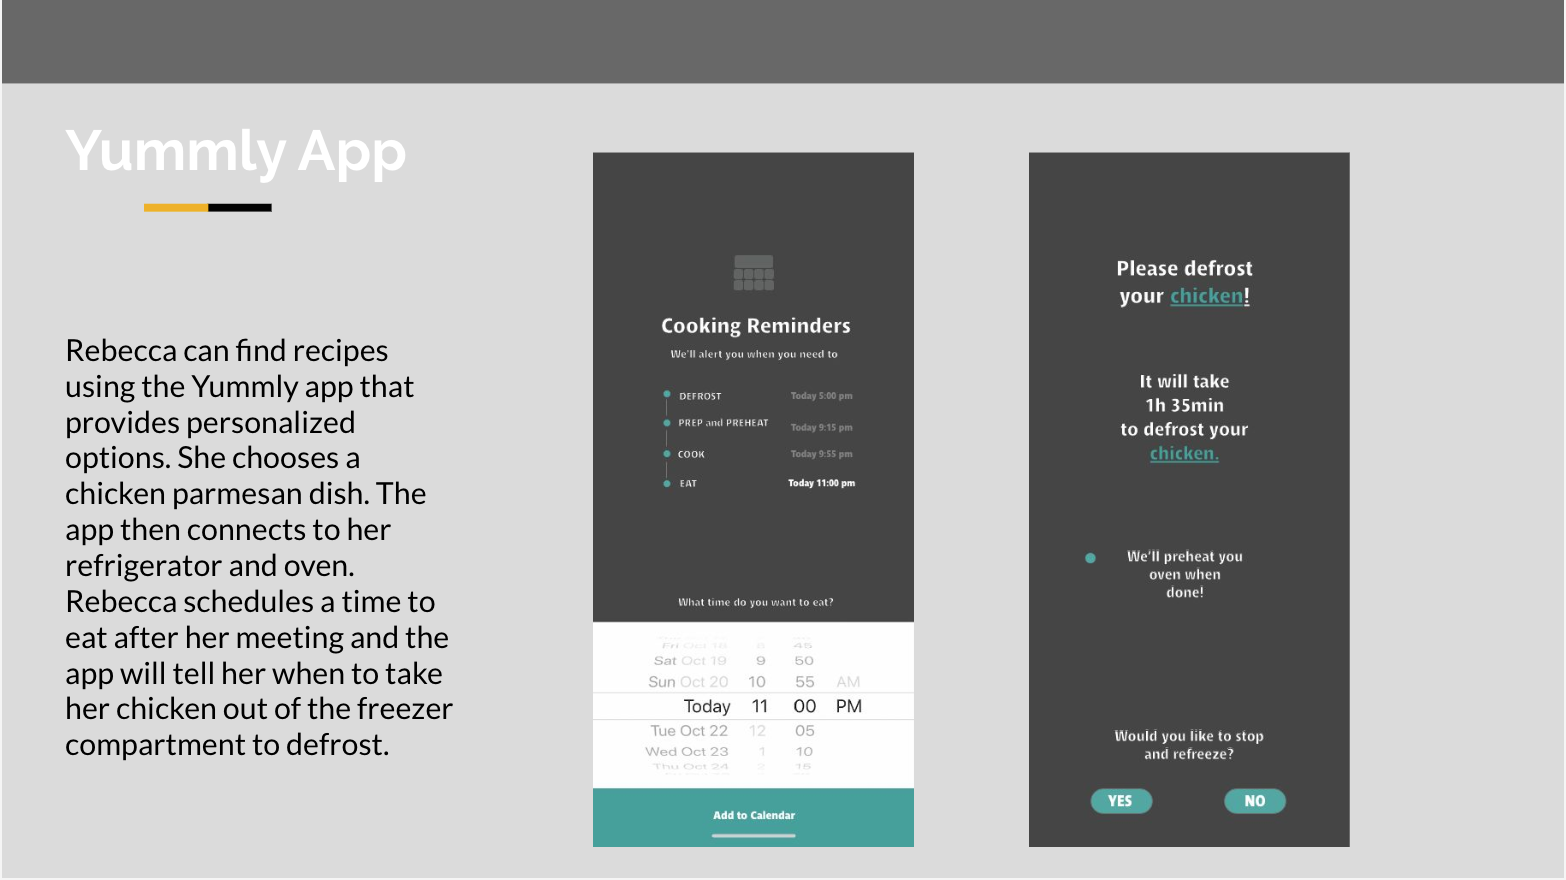 Yummly App
Rebecca can find recipes
using the Yummly app that
provides personalized
options. She chooses a
chicken parmesan dish. The
app then connects to her
refrigerator and oven.
Rebecca schedules a time to
eat after her meeting and the
app will tell her when to take
her chicken out of the freezer
compartment to defrost.
Cooking Reminders
We'll alert you when you need to
DEFROST Today 5:00 pm
PREP and PREHEAT Today 9:15 pm
COOK Today 9:55 pm
EAT Today 11:00 pm
What time do you want to eat?
Fri Oct 18 8 45
Sat Oct 19 9 50
Sun Oct 20 10 55 AM
Today 11 00 PM
Tue Oct 22 12 05
Wed Oct 23 1 10
Thu Oct 24 2 15
Add to Calendar
Please defrost
your chicken!
It will take
1h 35min
to defrost your
chicken.
We'll preheat you
oven when
done!
Would you like to stop
and refreeze?
YES NO